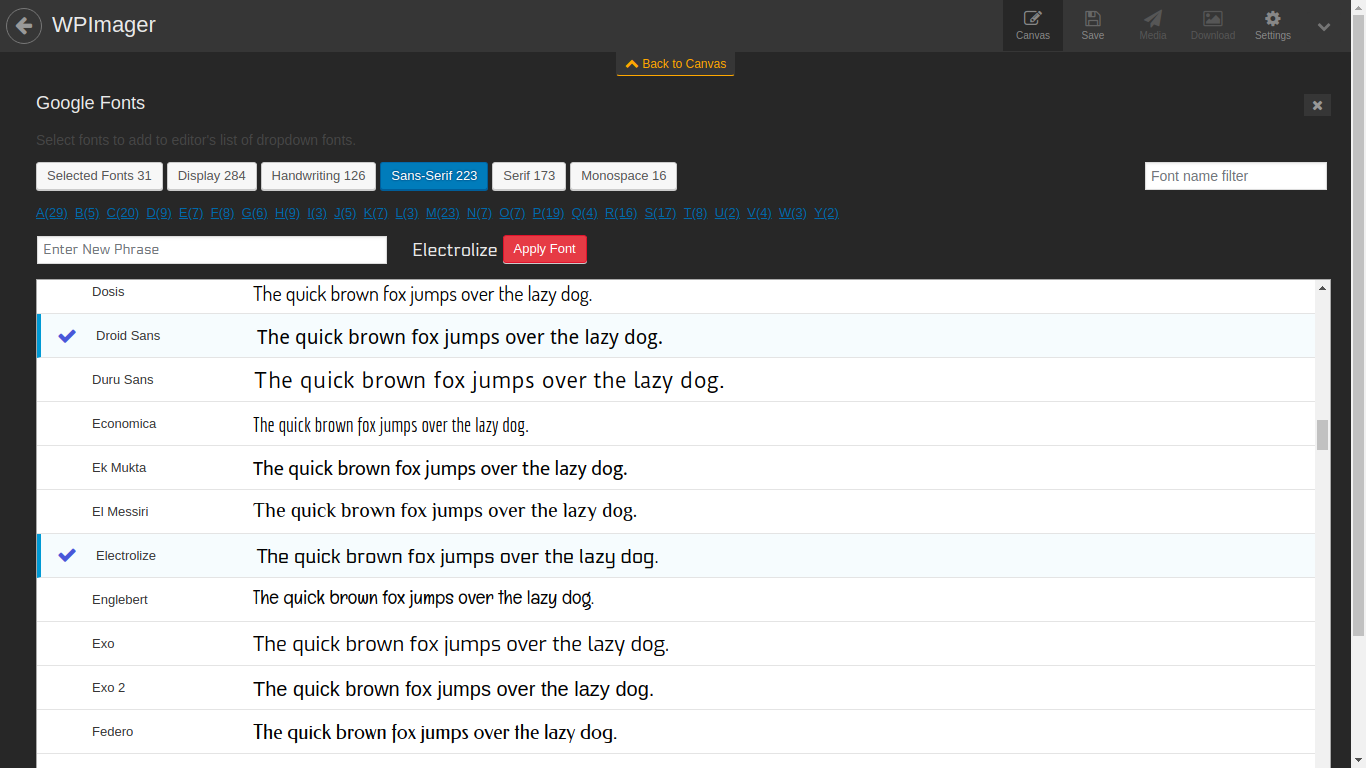 WPImager
Canvas Save Media Download Settings
Back to Canvas
Google Fonts
Select fonts to add to editor's list of dropdown fonts.
Selected Fonts 31 Display 284 Handwriting 126 Sans-Serif 223 Serif 173 Monospace 16 Font name filter
A(29) B(5) C(20) D(9) E(7) F(8) G(6) H(9) I(3) J(5) K(7) L(3) M(23) N(7) O(7) P(19) Q(4) R(16) S(17) T(8) U(2) V(4) W(3) Y(2)
Enter New Phrase Electrolize Apply Font
Dosis The quick brown fox jumps over the lazy dog.
Droid Sans The quick brown fox jumps over the lazy dog.
Duru Sans The quick brown fox jumps over the lazy dog.
Economica The quick brown fox jumps over the lazy dog.
Ek Mukta The quick brown fox jumps over the lazy dog.
El Messiri The quick brown fox jumps over the lazy dog.
Electrolize The quick brown fox jumps over the lazy dog.
Englebert The quick brown fox jumps over the lazy dog.
Exo The quick brown fox jumps over the lazy dog.
Exo 2 The quick brown fox jumps over the lazy dog.
Federo The quick brown fox jumps over the lazy dog.